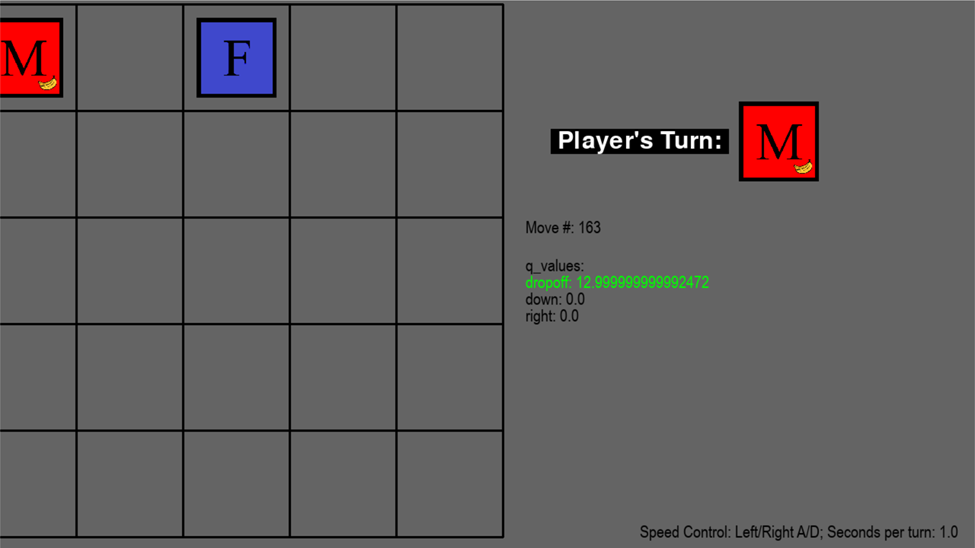 M
F
Player's Turn:
M
Move #: 163
q_values:
dropoff: 12.999999999992472
down: 0.0
right: 0.0
Speed Control: Left/Right A/D; Seconds per turn: 1.0